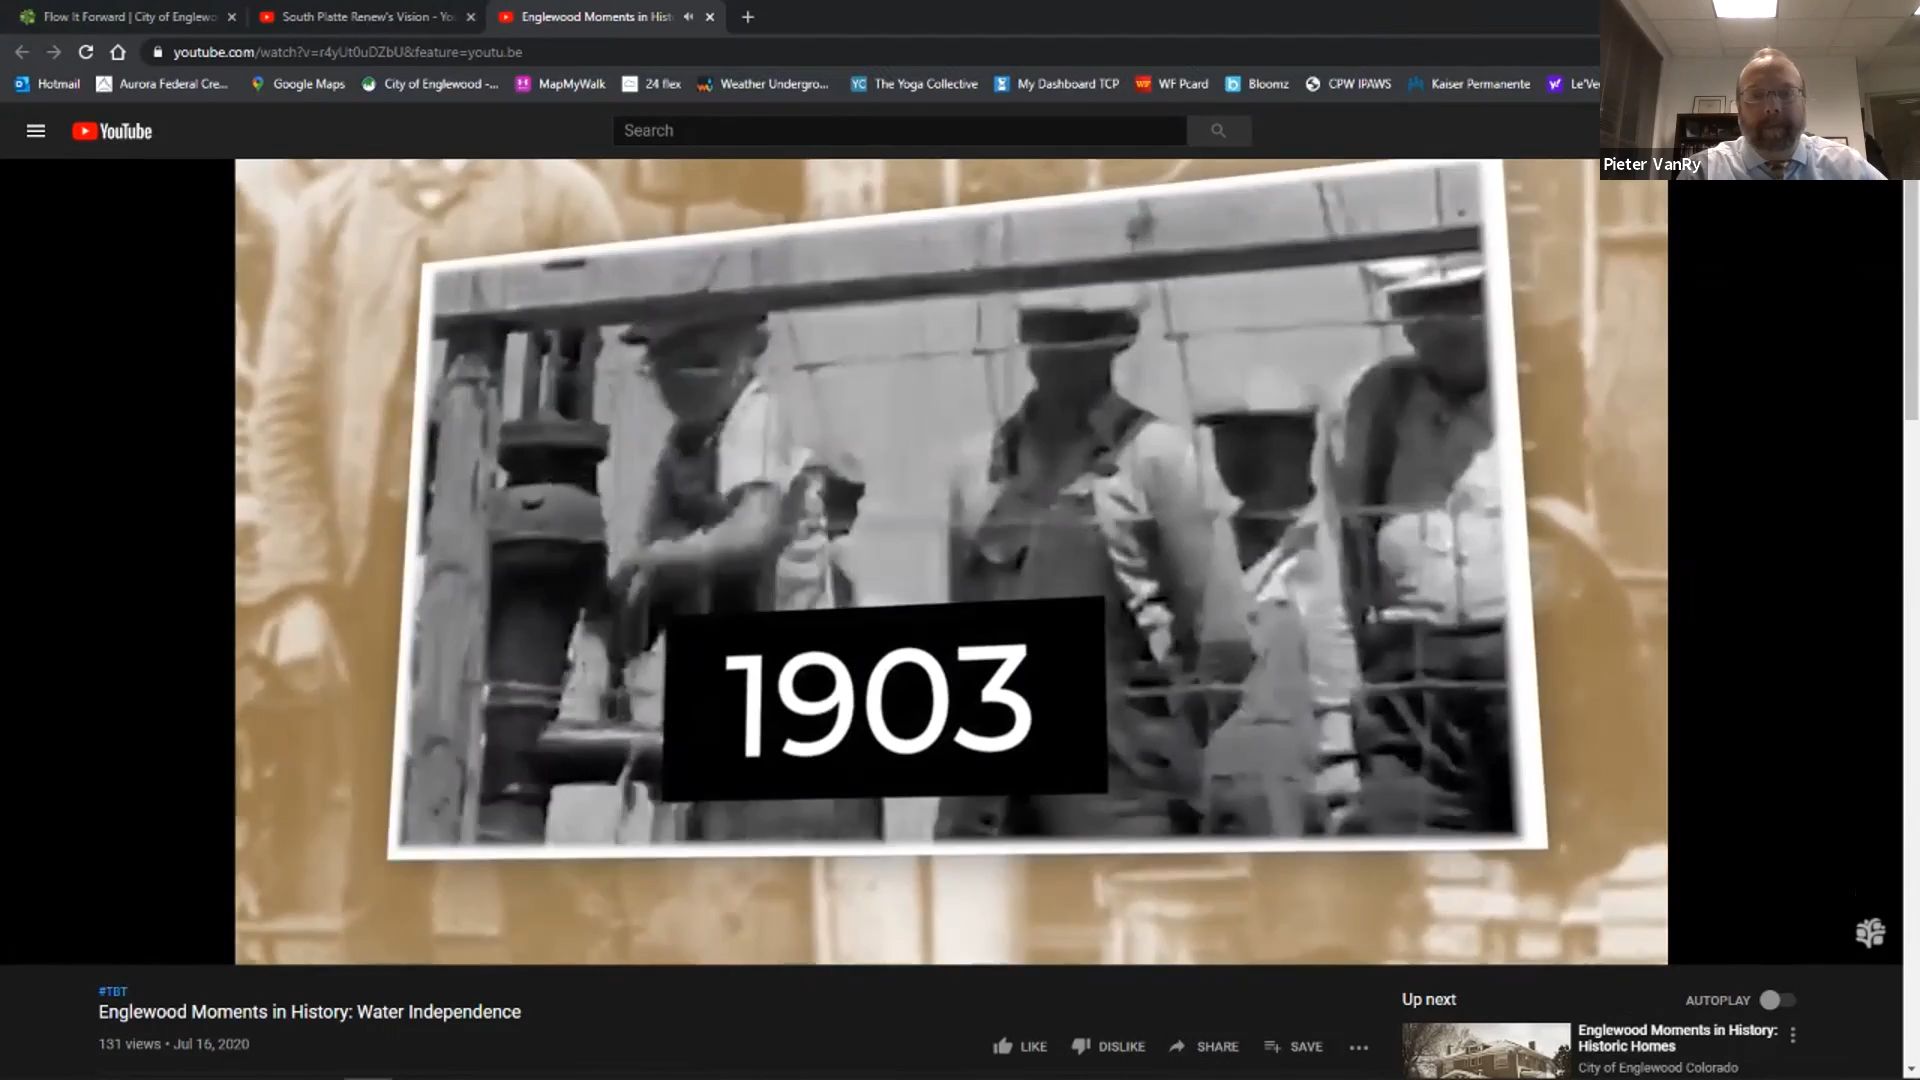 Flow It Forward | City of Englewo
South Platte Renew's Vision - Yo
Englewood Moments in Hist
youtube.com/watch?v=r4yUt0uDZbU&feature=youtu.be
Hotmail
Aurora Federal Cre...
Google Maps
City of Englewood -...
MapMyWalk
24 flex
Weather Undergro...
YC The Yoga Collective
My Dashboard TCP
WF WF Pcard
Bloomz
CPW IPAWS
Kaiser Permanente
Le'Ve
Pieter VanRy
YouTube
Search
1903
#TBT
Englewood Moments in History: Water Independence
131 views • Jul 16, 2020
LIKE
DISLIKE
SHARE
SAVE
Up next
AUTOPLAY
Englewood Moments in History:
Historic Homes
City of Englewood Colorado